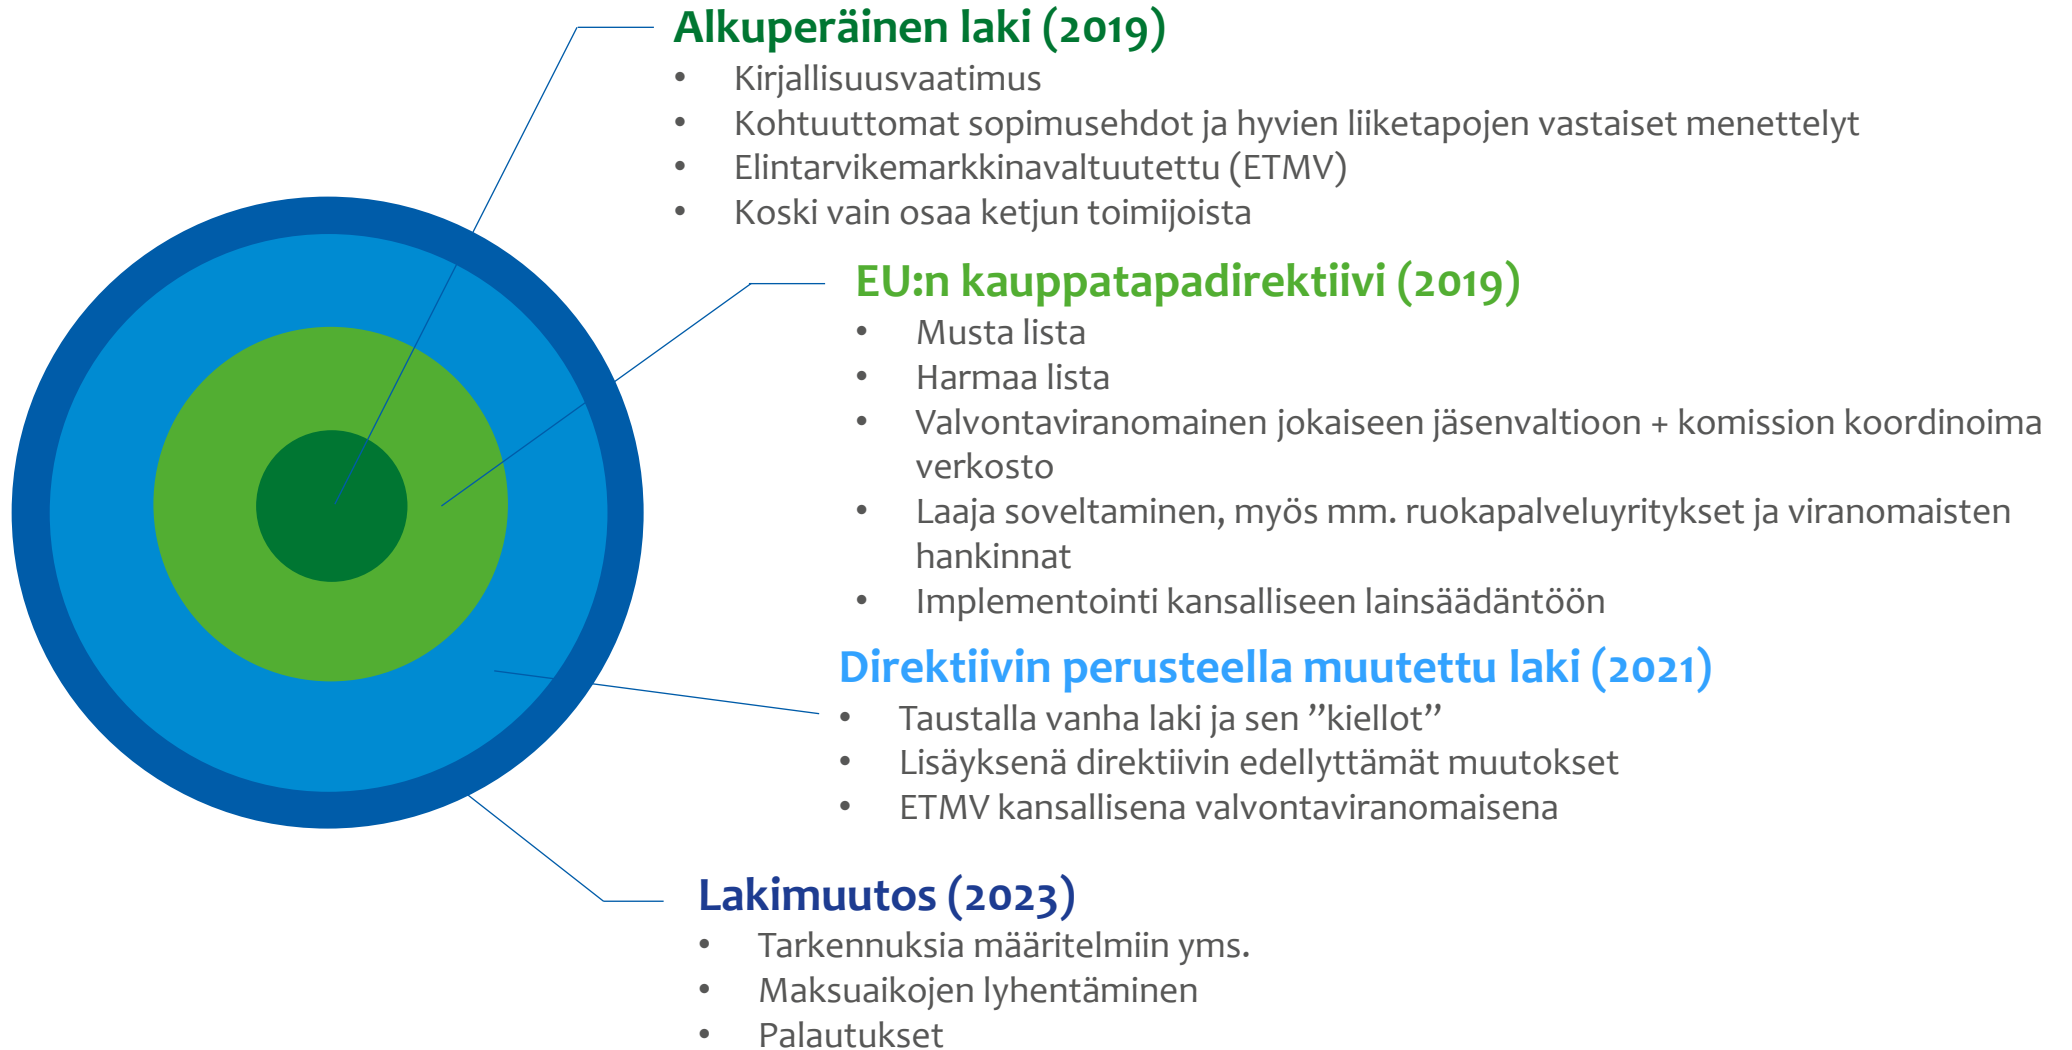 Alkuperäinen laki (2019)
• Kirjallisuusvaatimus
• Kohtuuttomat sopimusehdot ja hyvien liiketapojen vastaiset menettelyt
• Elintarvikemarkkinavaltuutettu (ETMV)
• Koski vain osaa ketjun toimijoista
EU:n kauppatapadirektiivi (2019)
• Musta lista
• Harmaa lista
• Valvontaviranomainen jokaiseen jäsenvaltioon + komission koordinoima
verkosto
• Laaja soveltaminen, myös mm. ruokapalveluyritykset ja viranomaisten
hankinnat
• Implementointi kansalliseen lainsäädäntöön
Direktiivin perusteella muutettu laki (2021)
• Taustalla vanha laki ja sen ”kiellot”
• Lisäyksenä direktiivin edellyttämät muutokset
• ETMV kansallisena valvontaviranomaisena
Lakimuutos (2023)
• Tarkennuksia määritelmiin yms.
• Maksuaikojen lyhentäminen
• Palautukset